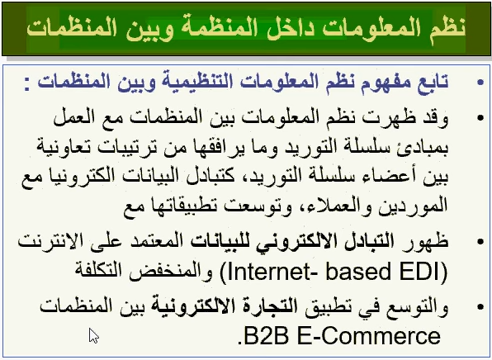 نظم المعلومات داخل المنظمة وبين المنظمات
• تابع مفهوم نظم المعلومات التنظيمية وبين المنظمات :
• وقد ظهرت نظم المعلومات بين المنظمات مع العمل
بمبادئ سلسلة التوريد وما يرافقها من ترتيبات تعاونية
بين أعضاء سلسلة التوريد، كتبادل البيانات الكترونيا مع
الموردين والعملاء، وتوسعت تطبيقاتها مع
• ظهور التبادل الالكتروني للبيانات المعتمد على الانترنت
(Internet- based EDI) والمنخفض التكلفة
• والتوسع في تطبيق التجارة الالكترونية بين المنظمات
B2B E-Commerce.